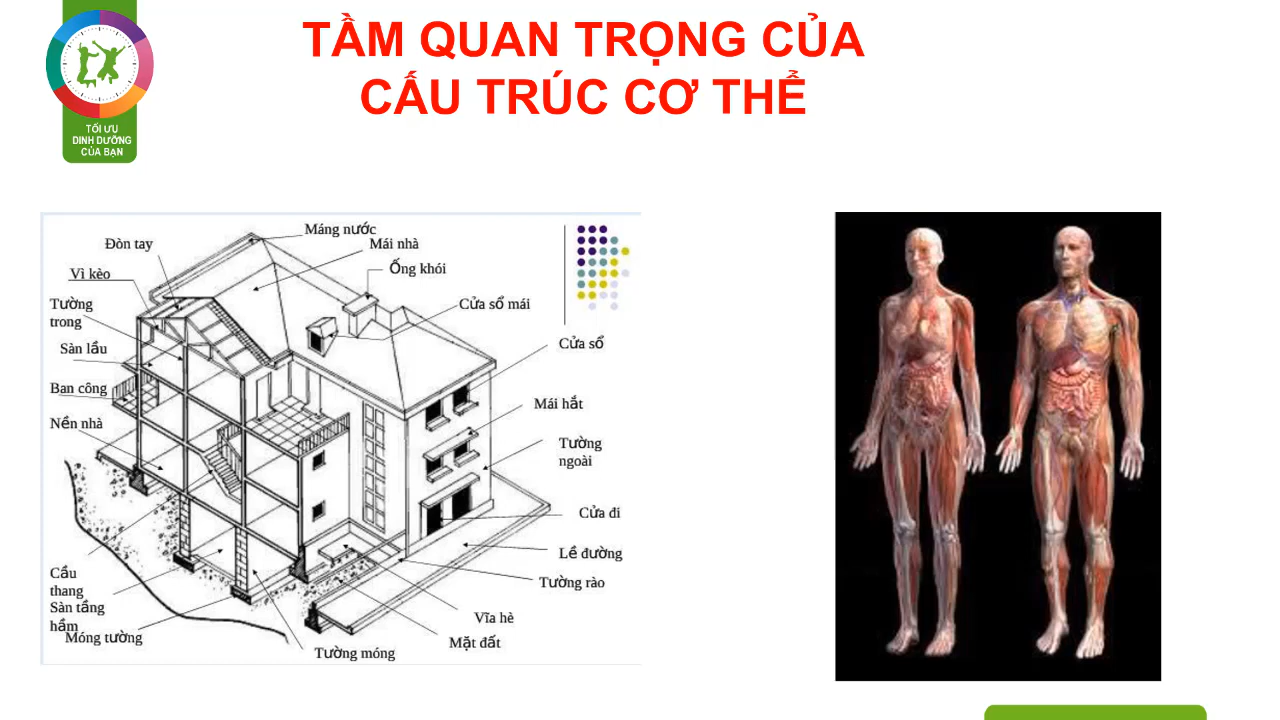 TẦM QUAN TRỌNG CỦA
CẤU TRÚC CƠ THỂ
TỐI ƯU
DINH DƯỠNG
CỦA BẠN
Máng nước
Đòn tay
Mái nhà
Ống khói
Vì kèo
Tường
trong
Cửa sổ mái
Sàn lầu
Cửa sổ
Ban công
Mái hắt
Nền nhà
Tường
ngoài
Cửa đi
Lề đường
Cầu
thang
Tường rào
Sàn tầng
hầm
Vĩa hè
Móng tường
Mặt đất
Tường móng